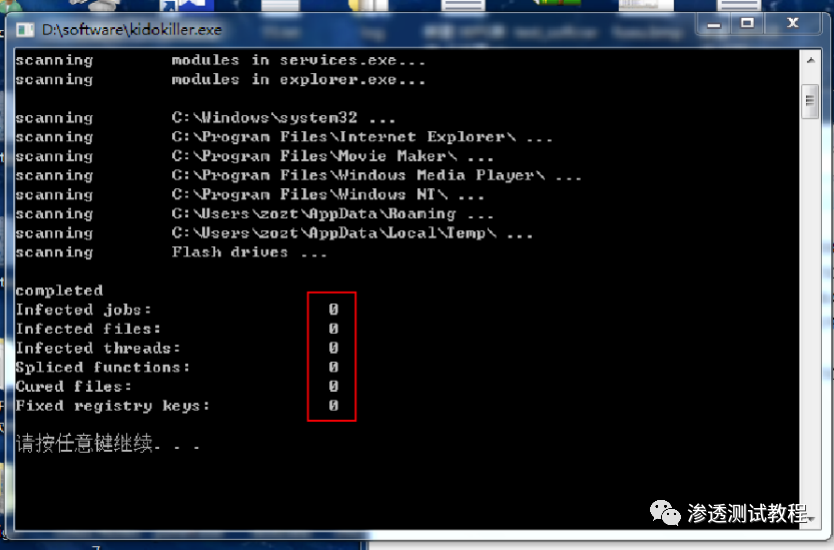 D:\software\kidokiller.exe
scanning modules in services.exe...
scanning modules in explorer.exe...
scanning C:\Windows\system32 ...
scanning C:\Program Files\Internet Explorer\ ...
scanning C:\Program Files\Movie Maker\ ...
scanning C:\Program Files\Windows Media Player\ ...
scanning C:\Program Files\Windows NT\ ...
scanning C:\Users\zozt\AppData\Roaming ...
scanning C:\Users\zozt\AppData\Local\Temp\ ...
scanning Flash drives ...
completed
Infected jobs: 0
Infected files: 0
Infected threads: 0
Spliced functions: 0
Cured files: 0
Fixed registry keys: 0
请按任意键继续. . .
渗透测试教程